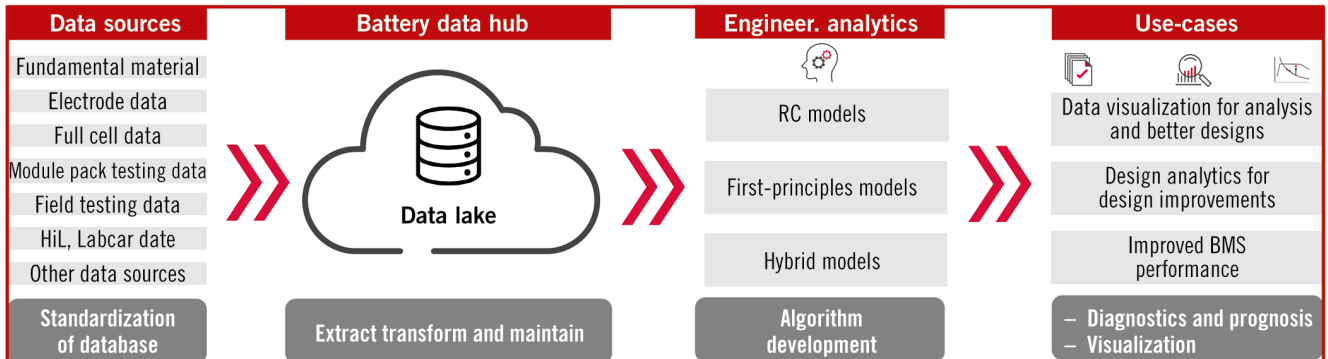 Data sources
Fundamental material
Electrode data
Full cell data
Module pack testing data
Field testing data
HiL, Labcar date
Other data sources
Standardization
of database
Battery data hub
Data lake
Extract transform and maintain
Engineer. analytics
RC models
First-principles models
Hybrid models
Algorithm
development
Use-cases
Data visualization for analysis
and better designs
Design analytics for
design improvements
Improved BMS
performance
– Diagnostics and prognosis
– Visualization